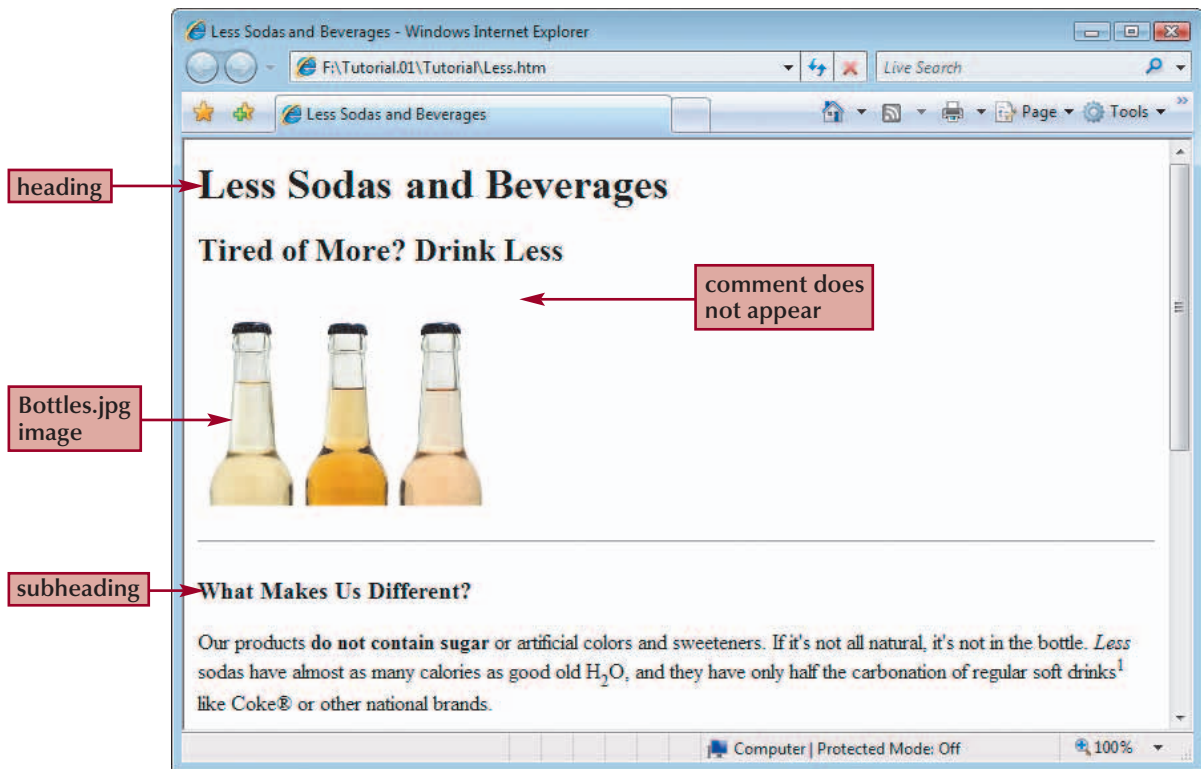 Less Sodas and Beverages - Windows Internet Explorer
F:\Tutorial.01\Tutorial\Less.htm
Live Search
Less Sodas and Beverages
Page
Tools
heading
Less Sodas and Beverages
Tired of More? Drink Less
comment does
not appear
Bottles.jpg
image
subheading
What Makes Us Different?
Our products do not contain sugar or artificial colors and sweeteners. If it's not all natural, it's not in the bottle. Less
sodas have almost as many calories as good old H₂O, and they have only half the carbonation of regular soft drinks¹
like Coke® or other national brands.
Computer | Protected Mode: Off
100%